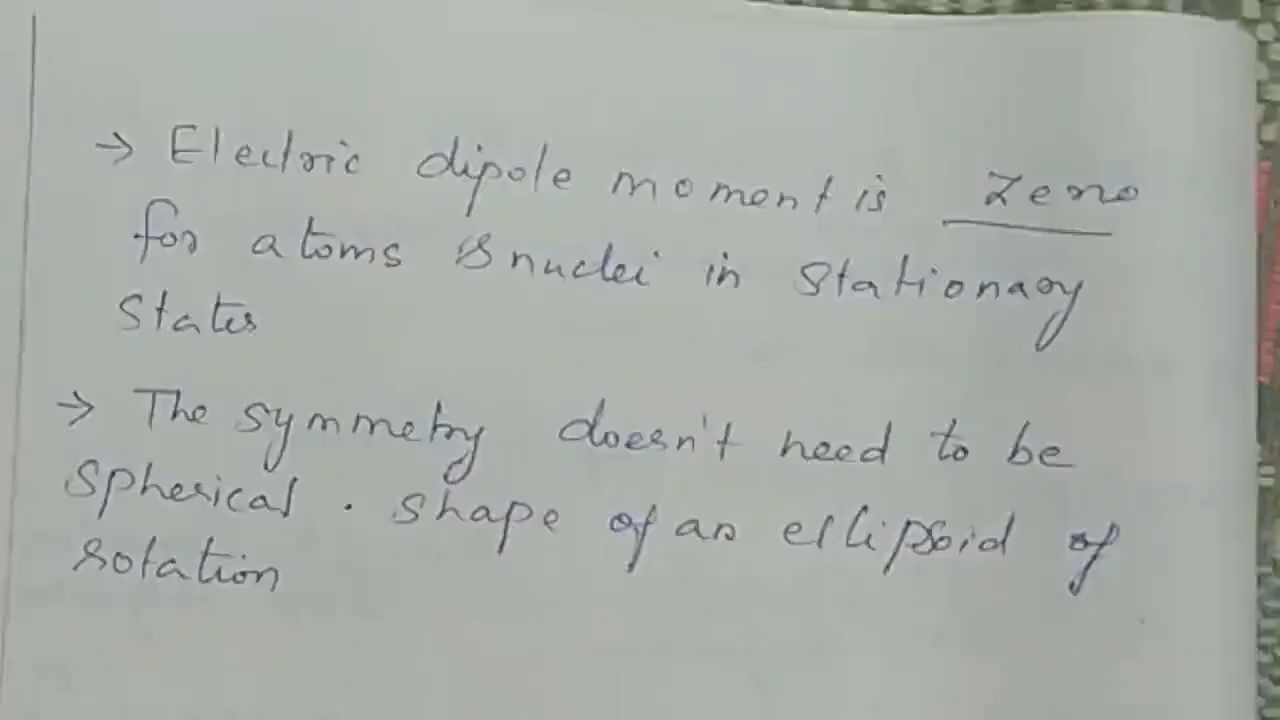 → Electric dipole moment is zero
for atoms & nuclei in stationary
states
→ The symmetry doesn't need to be
spherical. shape of an ellipsoid of
rotation